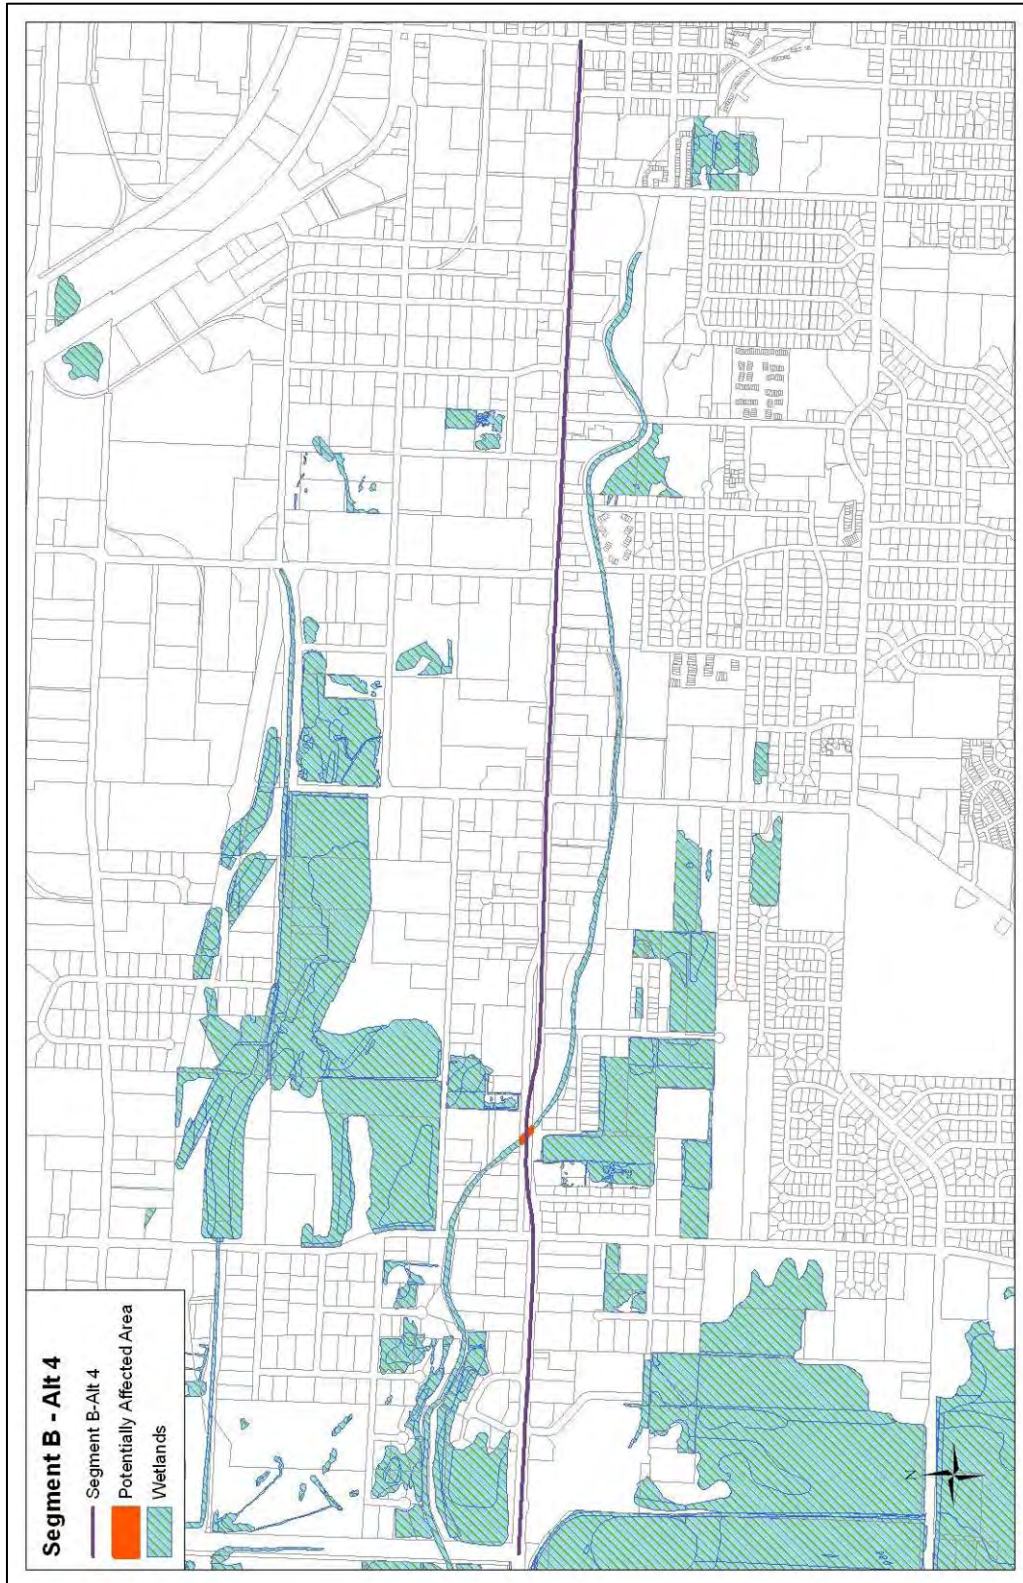 Segment B - Alt 4
Segment B-Alt 4
Potentially Affected Area
Wetlands
N